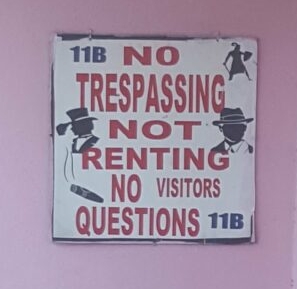 11B NO
TRESPASSING
NOT
RENTING
NO VISITORS
QUESTIONS 11B